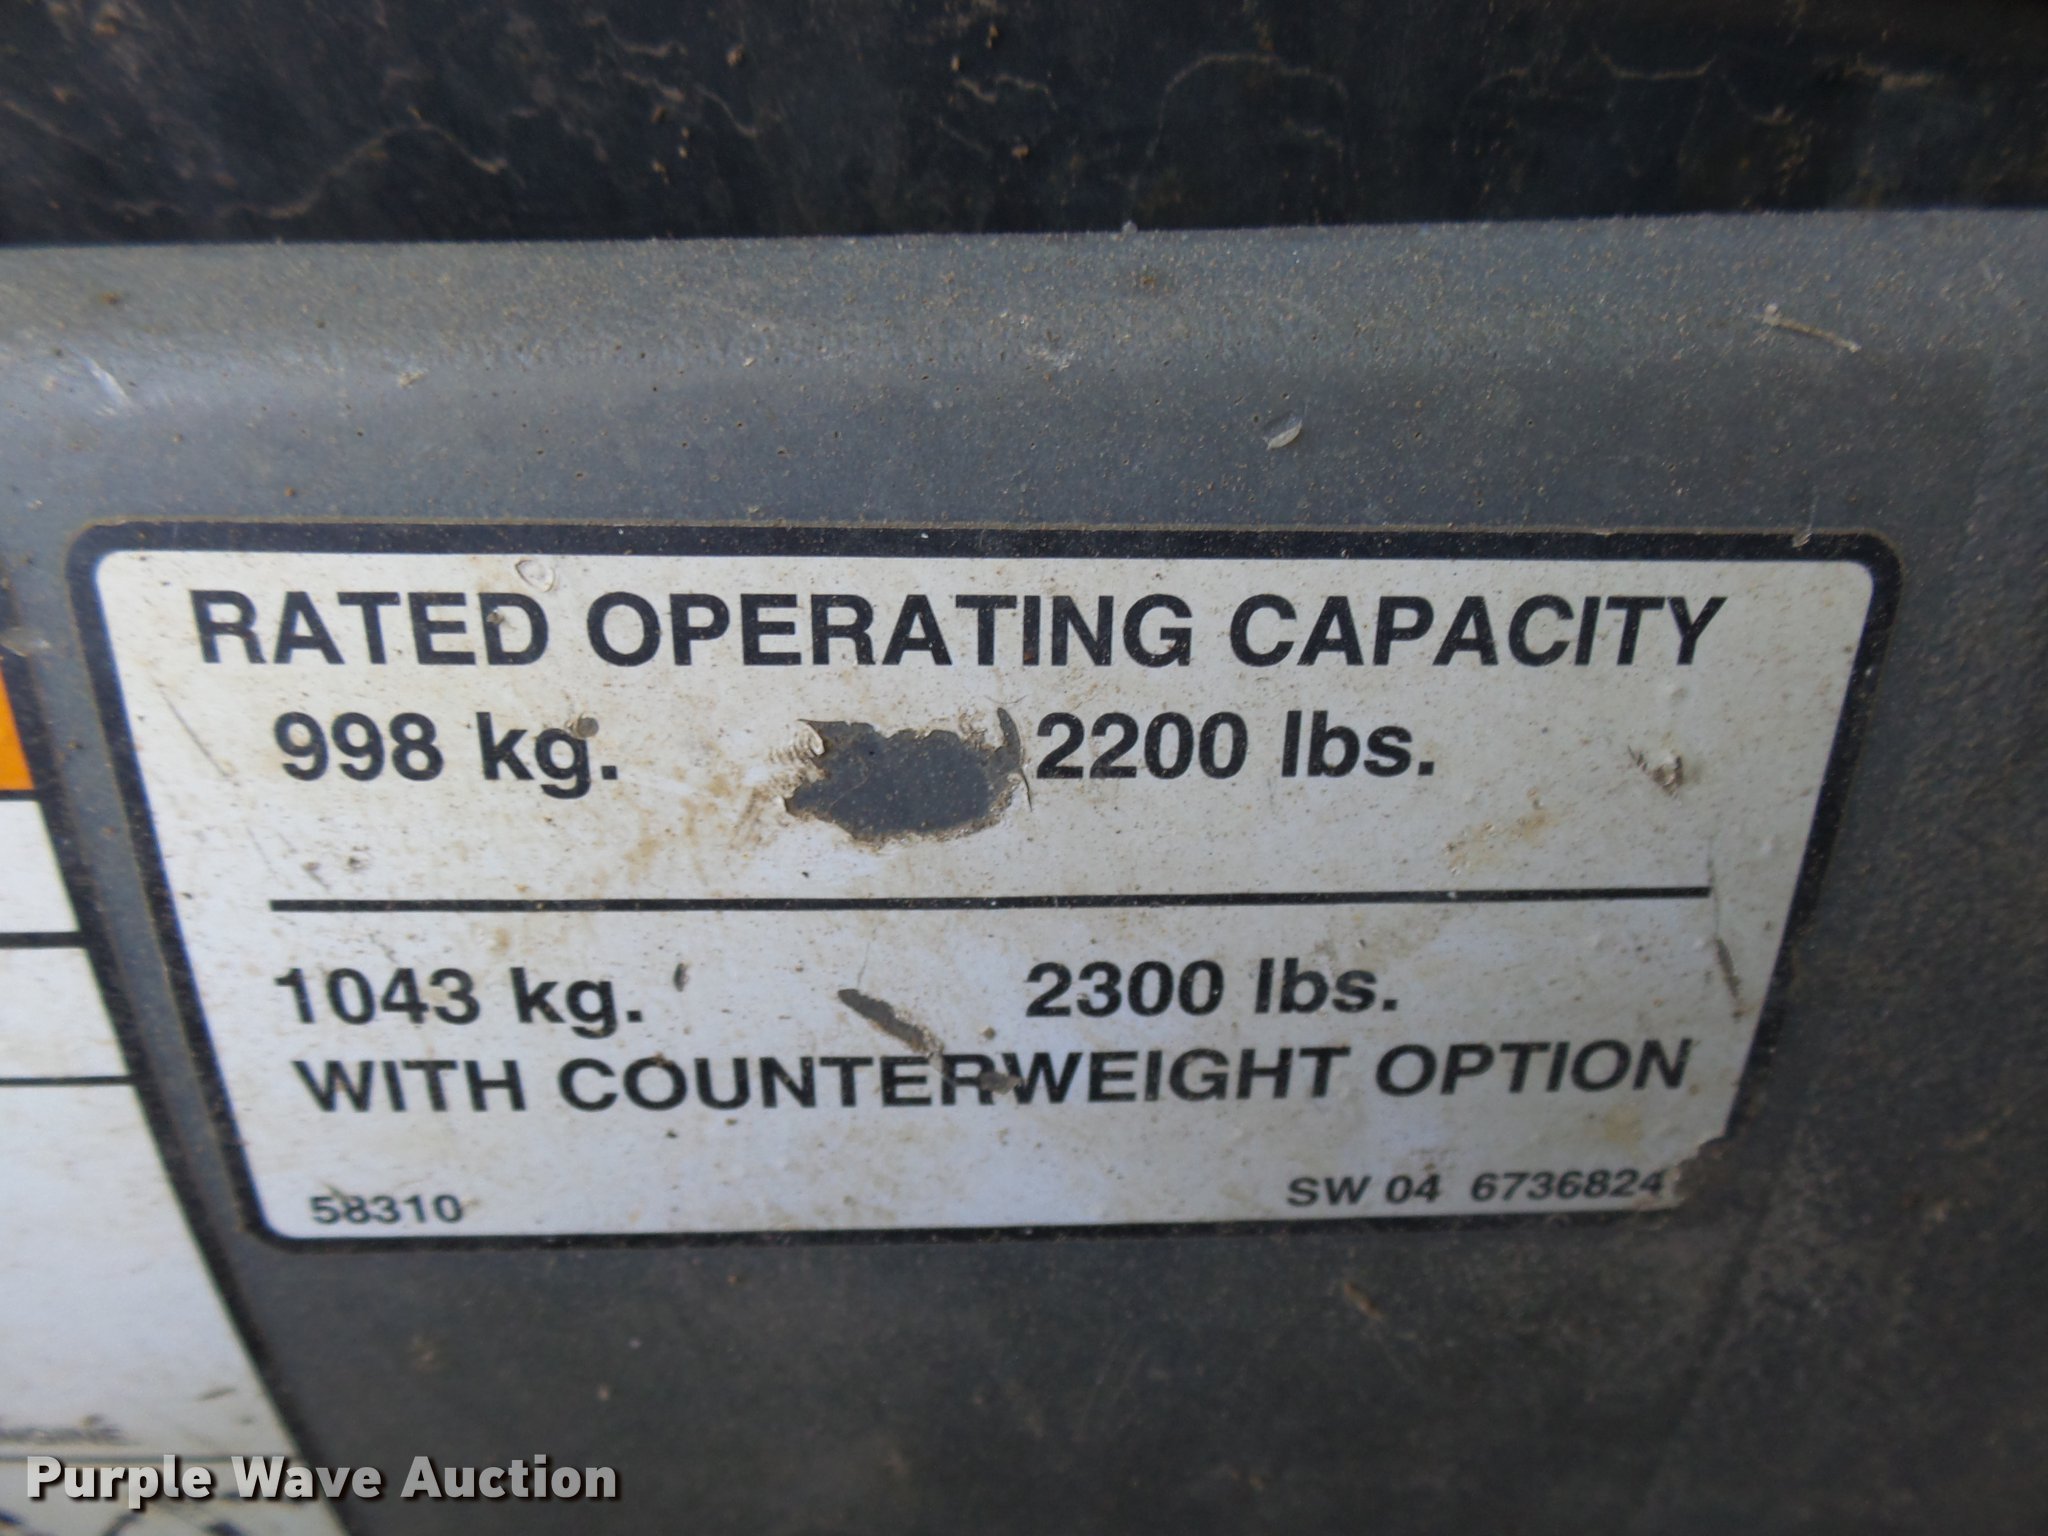 RATED OPERATING CAPACITY
998 kg. 2200 lbs.
1043 kg. 2300 lbs.
WITH COUNTERWEIGHT OPTION
58310 SW 04 6736824
Purple Wave Auction